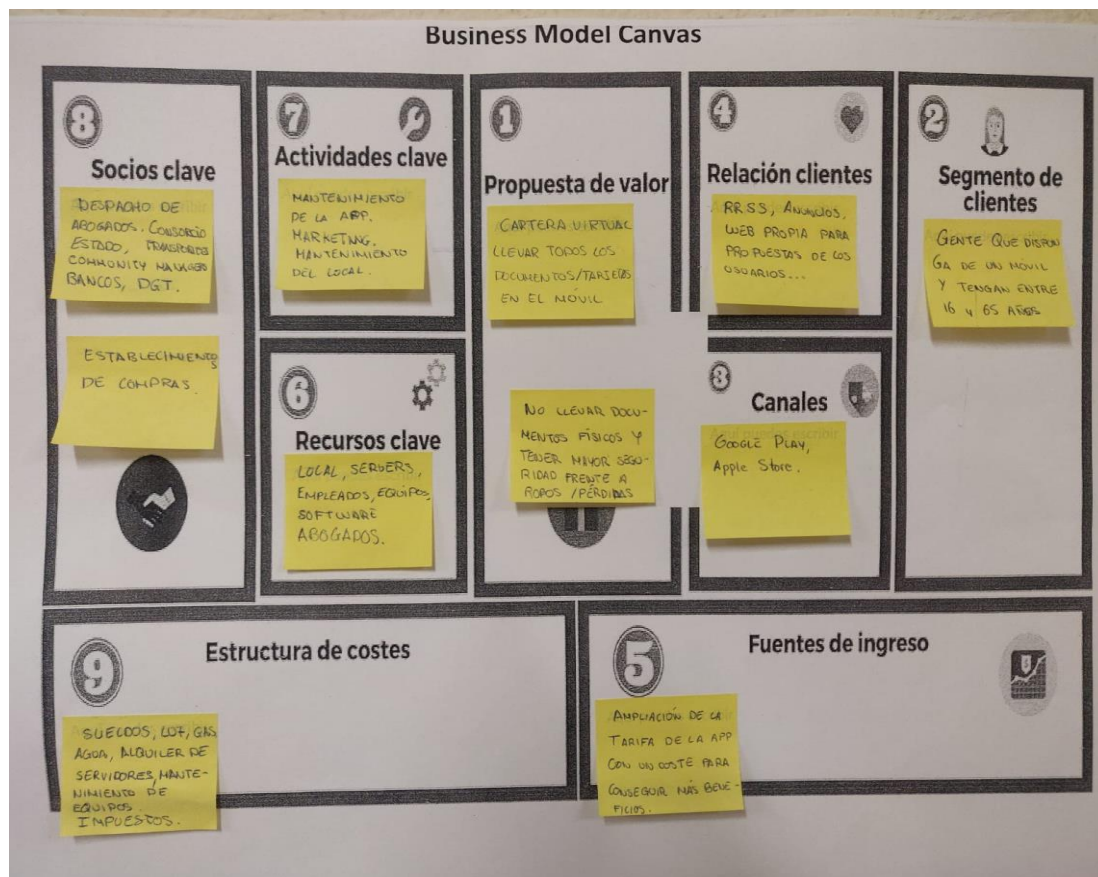 Business Model Canvas
8
Socios clave
DESPACHO DE
ABOGADOS. CONSORCIO
ESTADO, TRANSPORTES
COMMUNITY MANAGER
BANCOS, DGT.
ESTABLECIMIENTOS
DE COMPRAS.
7
Actividades clave
MANTENIMIENTO
DE LA APP.
MARKETING.
MANTENIMIENTO
DEL LOCAL.
6
Recursos clave
LOCAL, SERVERS,
EMPLEADOS, EQUIPOS,
SOFTWARE
ABOGADOS.
1
Propuesta de valor
CARTERA VIRTUAL
LLEVAR TODOS LOS
DOCUMENTOS/TARJETAS
EN EL MÓVIL
NO LLEVAR DOCU-
MENTOS FÍSICOS Y
TENER MAYOR SEGU-
RIDAD FRENTE A
ROBOS / PÉRDIDAS
4
Relación clientes
RRSS, ANUNCIOS,
WEB PROPIA PARA
PROPUESTAS DE LOS
USUARIOS...
3
Canales
Aquí puedes escribir
GOOGLE PLAY,
Apple Store.
2
Segmento de
clientes
GENTE QUE DISPON
GA DE UN MÓVIL
Y TENGAN ENTRE
16 y 65 AÑOS
9
Estructura de costes
SUELDOS, LUZ, GAS,
AGUA, ALQUILER DE
SERVIDORES, MANTE-
NIMIENTO DE
EQUIPOS.
IMPUESTOS.
5
Fuentes de ingreso
AMPLIACIÓN DE LA
TARIFA DE LA APP
CON UN COSTE PARA
CONSEGUIR MÁS BENE-
FICIOS.